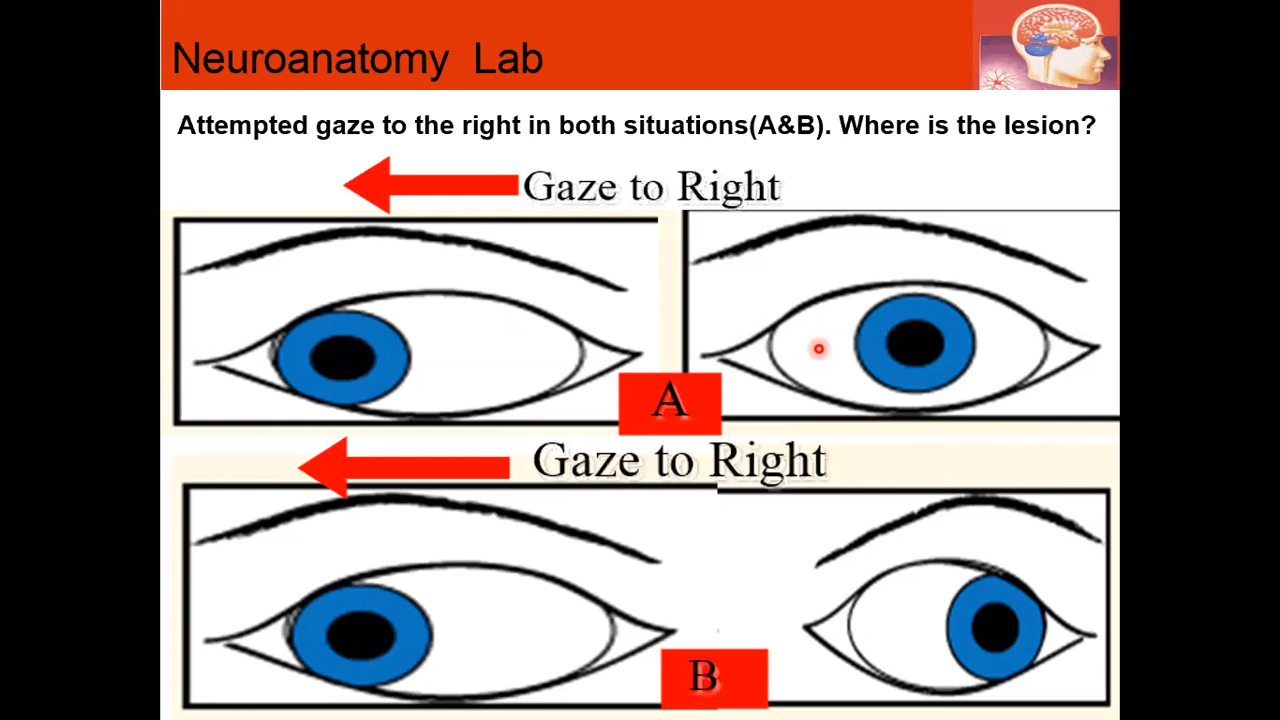 Neuroanatomy Lab
Attempted gaze to the right in both situations(A&B). Where is the lesion?
Gaze to Right
A
Gaze to Right
B